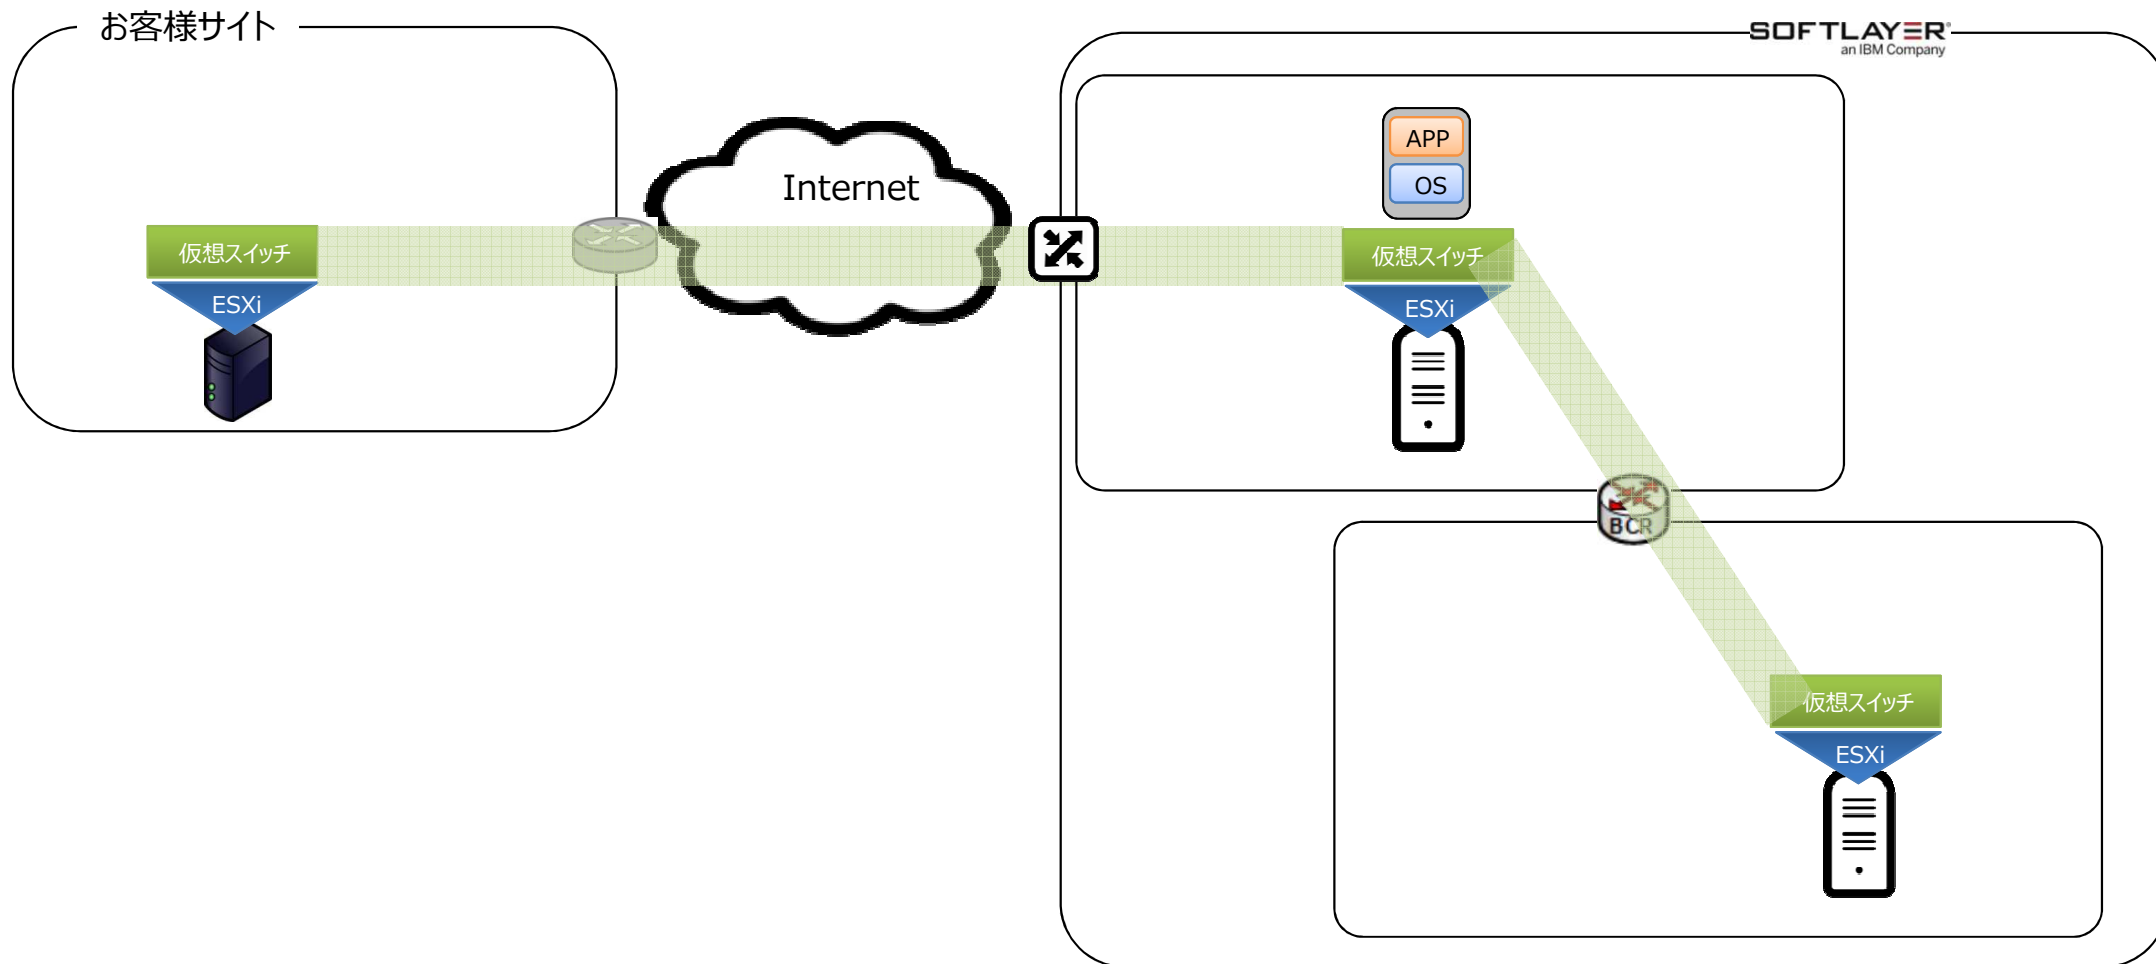 お客様サイト
SOFTLAYER
an IBM Company
APP
Internet
OS
仮想スイッチ
仮想スイッチ
ESXi
ESXi
BCR
仮想スイッチ
ESXi